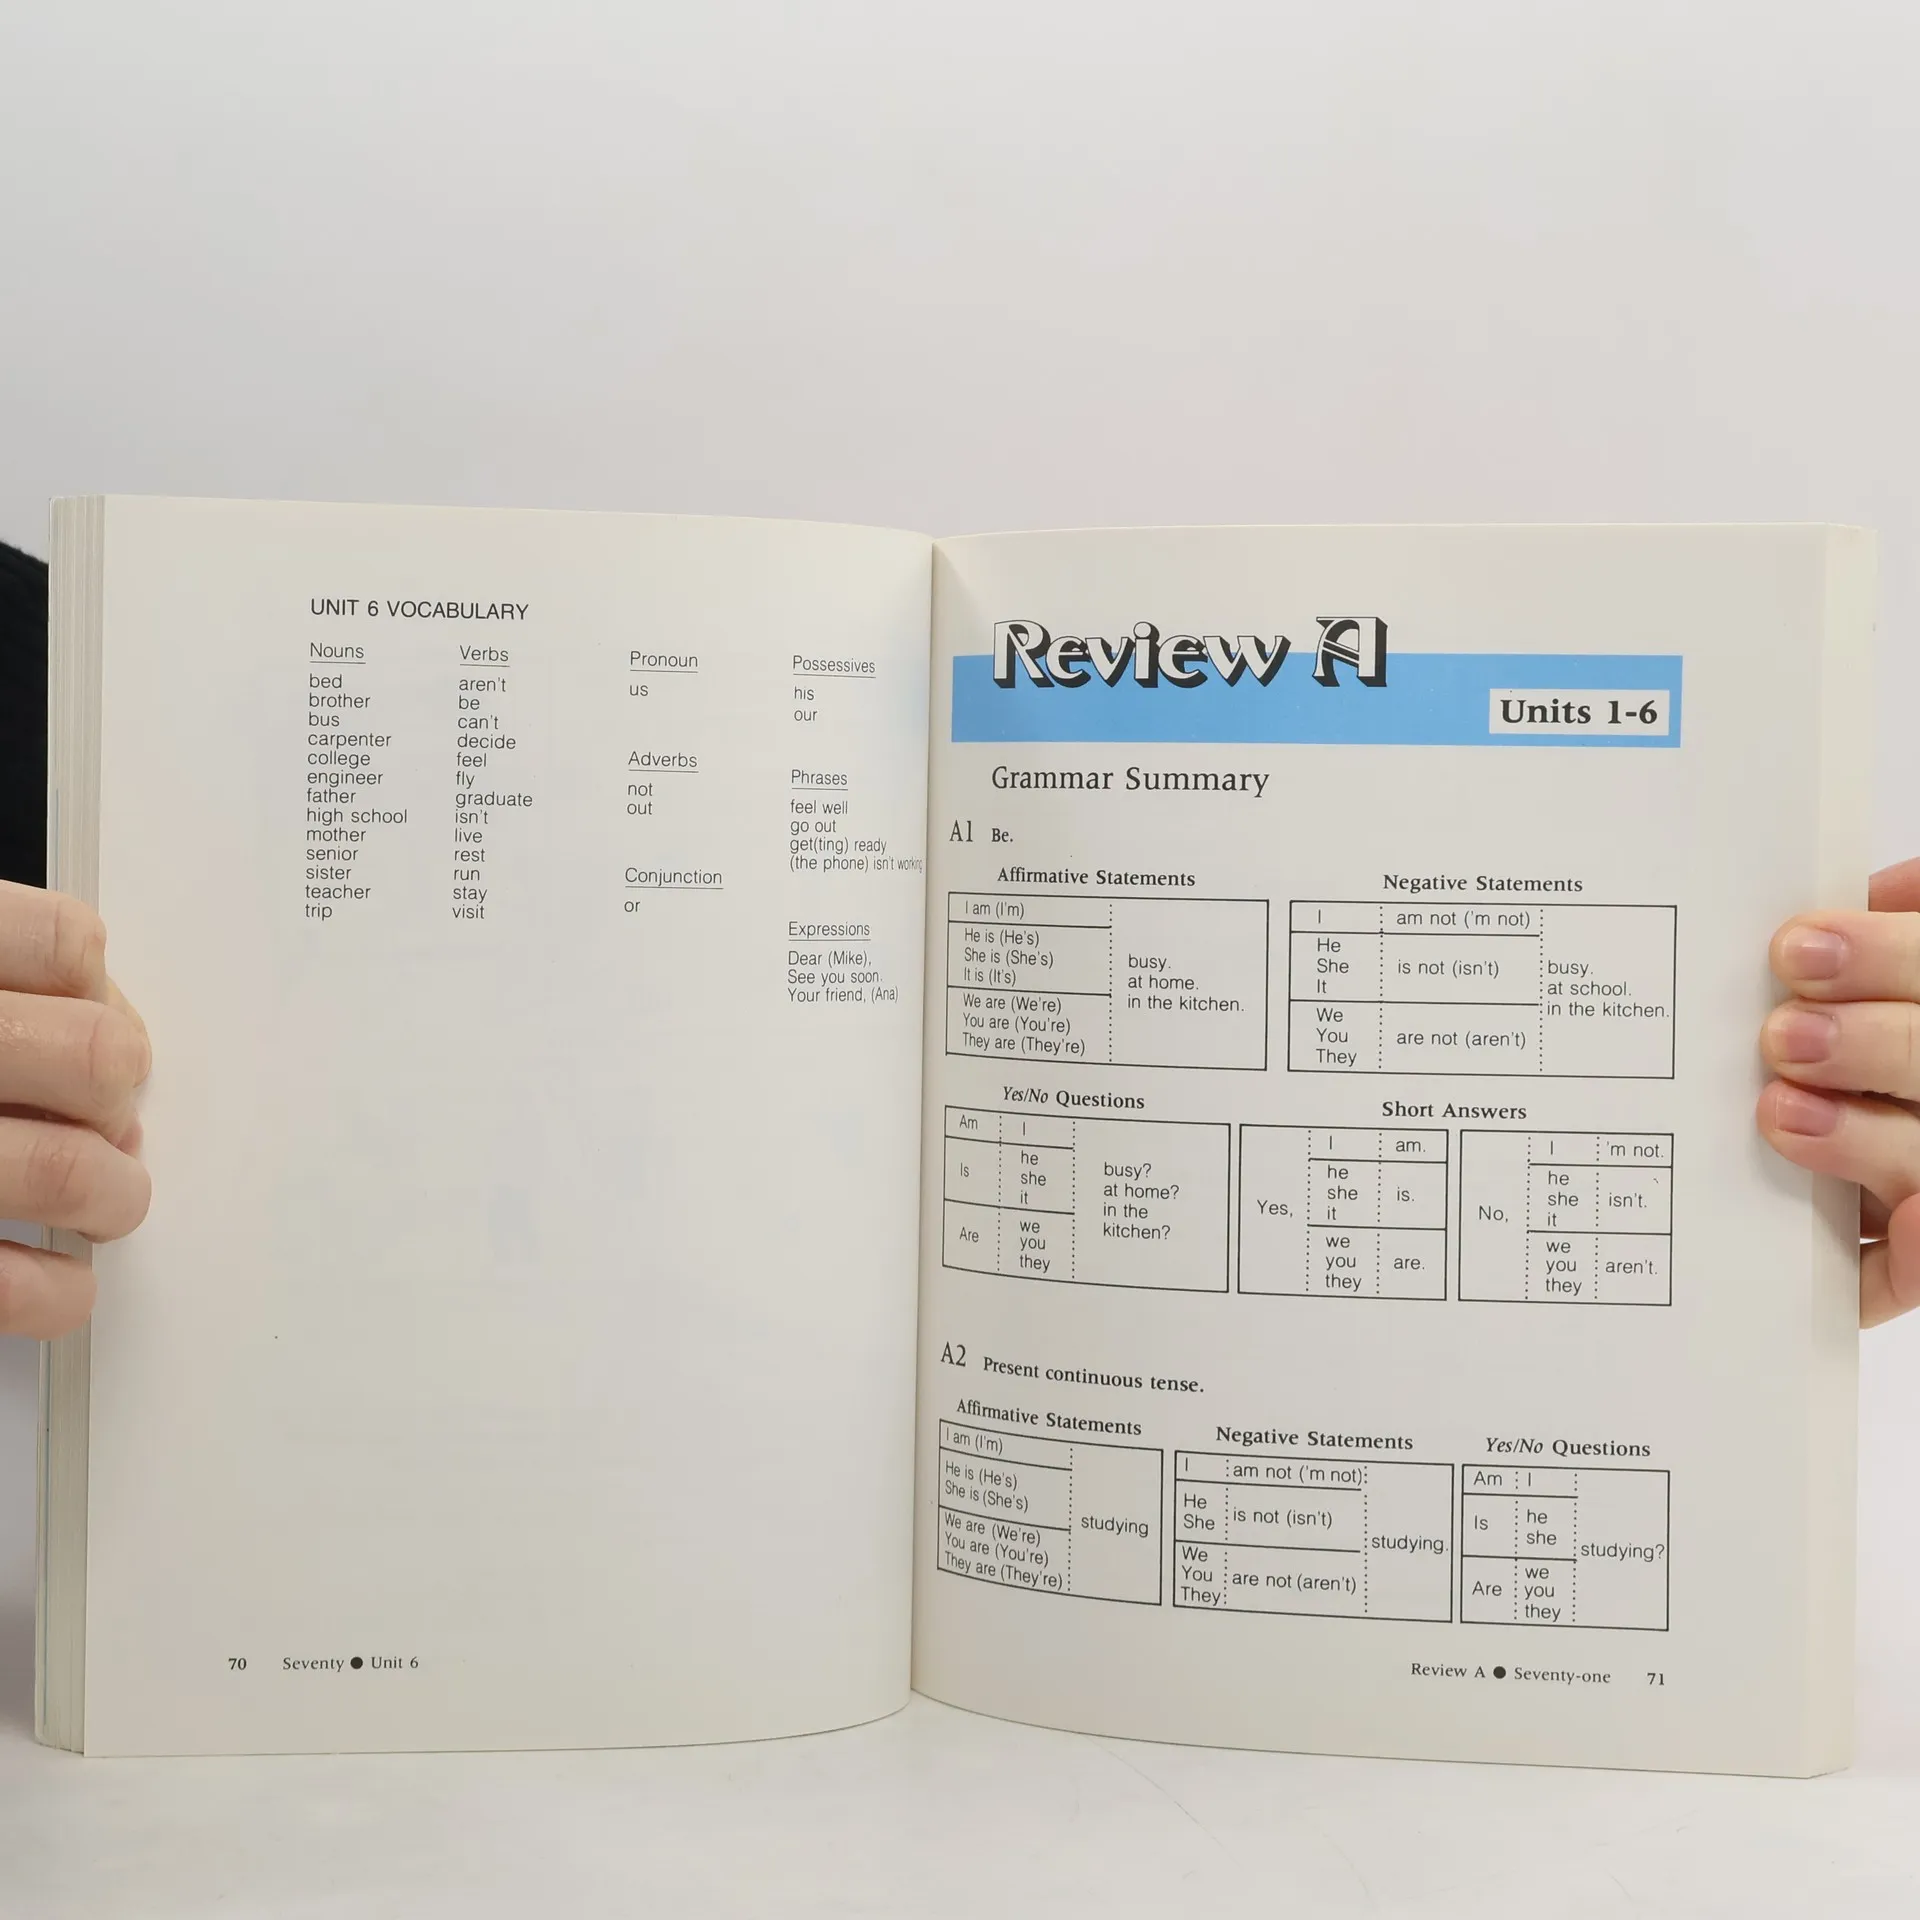 UNIT 6 VOCABULARY
Nouns
bed
brother
bus
carpenter
college
engineer
father
high school
mother
senior
sister
teacher
trip
Verbs
aren't
be
can't
decide
feel
fly
graduate
isn't
live
rest
run
stay
visit
Pronoun
us
Adverbs
not
out
Conjunction
or
Possessives
his
our
Phrases
feel well
go out
get(ting) ready
(the phone) isn't working
Expressions
Dear (Mike),
See you soon.
Your friend, (Ana)
70 Seventy ● Unit 6
Review A
Units 1-6
Grammar Summary
A1 Be.
Affirmative Statements
I am (I'm)
He is (He's)
She is (She's)
It is (It's)
We are (We're)
You are (You're)
They are (They're)
busy.
at home.
in the kitchen.
Negative Statements
I am not ('m not)
He
She
It
is not (isn't)
We
You
They
are not (aren't)
busy.
at school.
in the kitchen.
Yes/No Questions
Am I
Is
he
she
it
Are
we
you
they
busy?
at home?
in the
kitchen?
Short Answers
Yes,
I am.
he
she
it
is.
we
you
they
are.
No,
I 'm not.
he
she
it
isn't.
we
you
they
aren't.
A2 Present continuous tense.
Affirmative Statements
I am (I'm)
He is (He's)
She is (She's)
We are (We're)
You are (You're)
They are (They're)
studying
Negative Statements
I am not ('m not)
He
She
is not (isn't)
We
You
They
are not (aren't)
studying.
Yes/No Questions
Am I
Is
he
she
Are
we
you
they
studying?
Review A ● Seventy-one 71